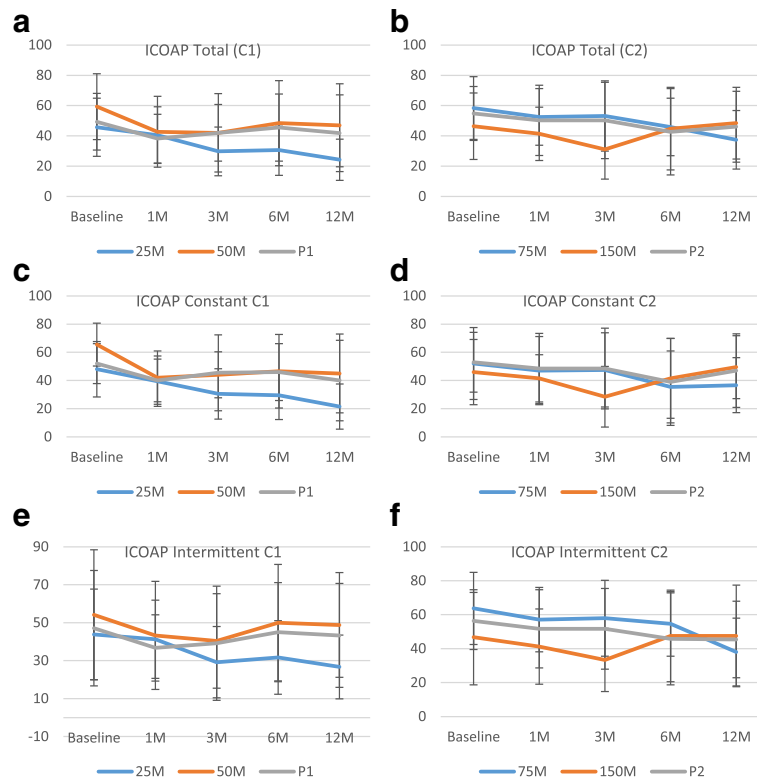 a
ICOAP Total (C1)
100
80
60
40
20
0
Baseline 1M 3M 6M 12M
25M 50M P1
b
ICOAP Total (C2)
100
80
60
40
20
0
Baseline 1M 3M 6M 12M
75M 150M P2
c
ICOAP Constant C1
100
80
60
40
20
0
Baseline 1M 3M 6M 12M
25M 50M P1
d
ICOAP Constant C2
100
80
60
40
20
0
Baseline 1M 3M 6M 12M
75M 150M P2
e
ICOAP Intermittent C1
90
70
50
30
10
-10
Baseline 1M 3M 6M 12M
25M 50M P1
f
ICOAP Intermittent C2
100
80
60
40
20
0
Baseline 1M 3M 6M 12M
75M 150M P2